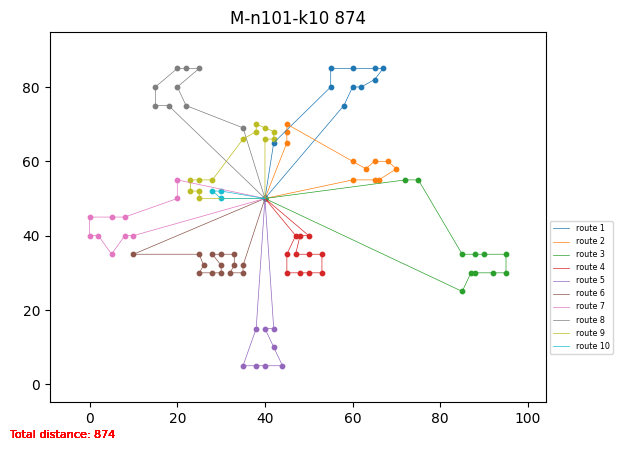 M-n101-k10 874
80
60
40
20
0
0 20 40 60 80 100
route 1
route 2
route 3
route 4
route 5
route 6
route 7
route 8
route 9
route 10
Total distance: 874